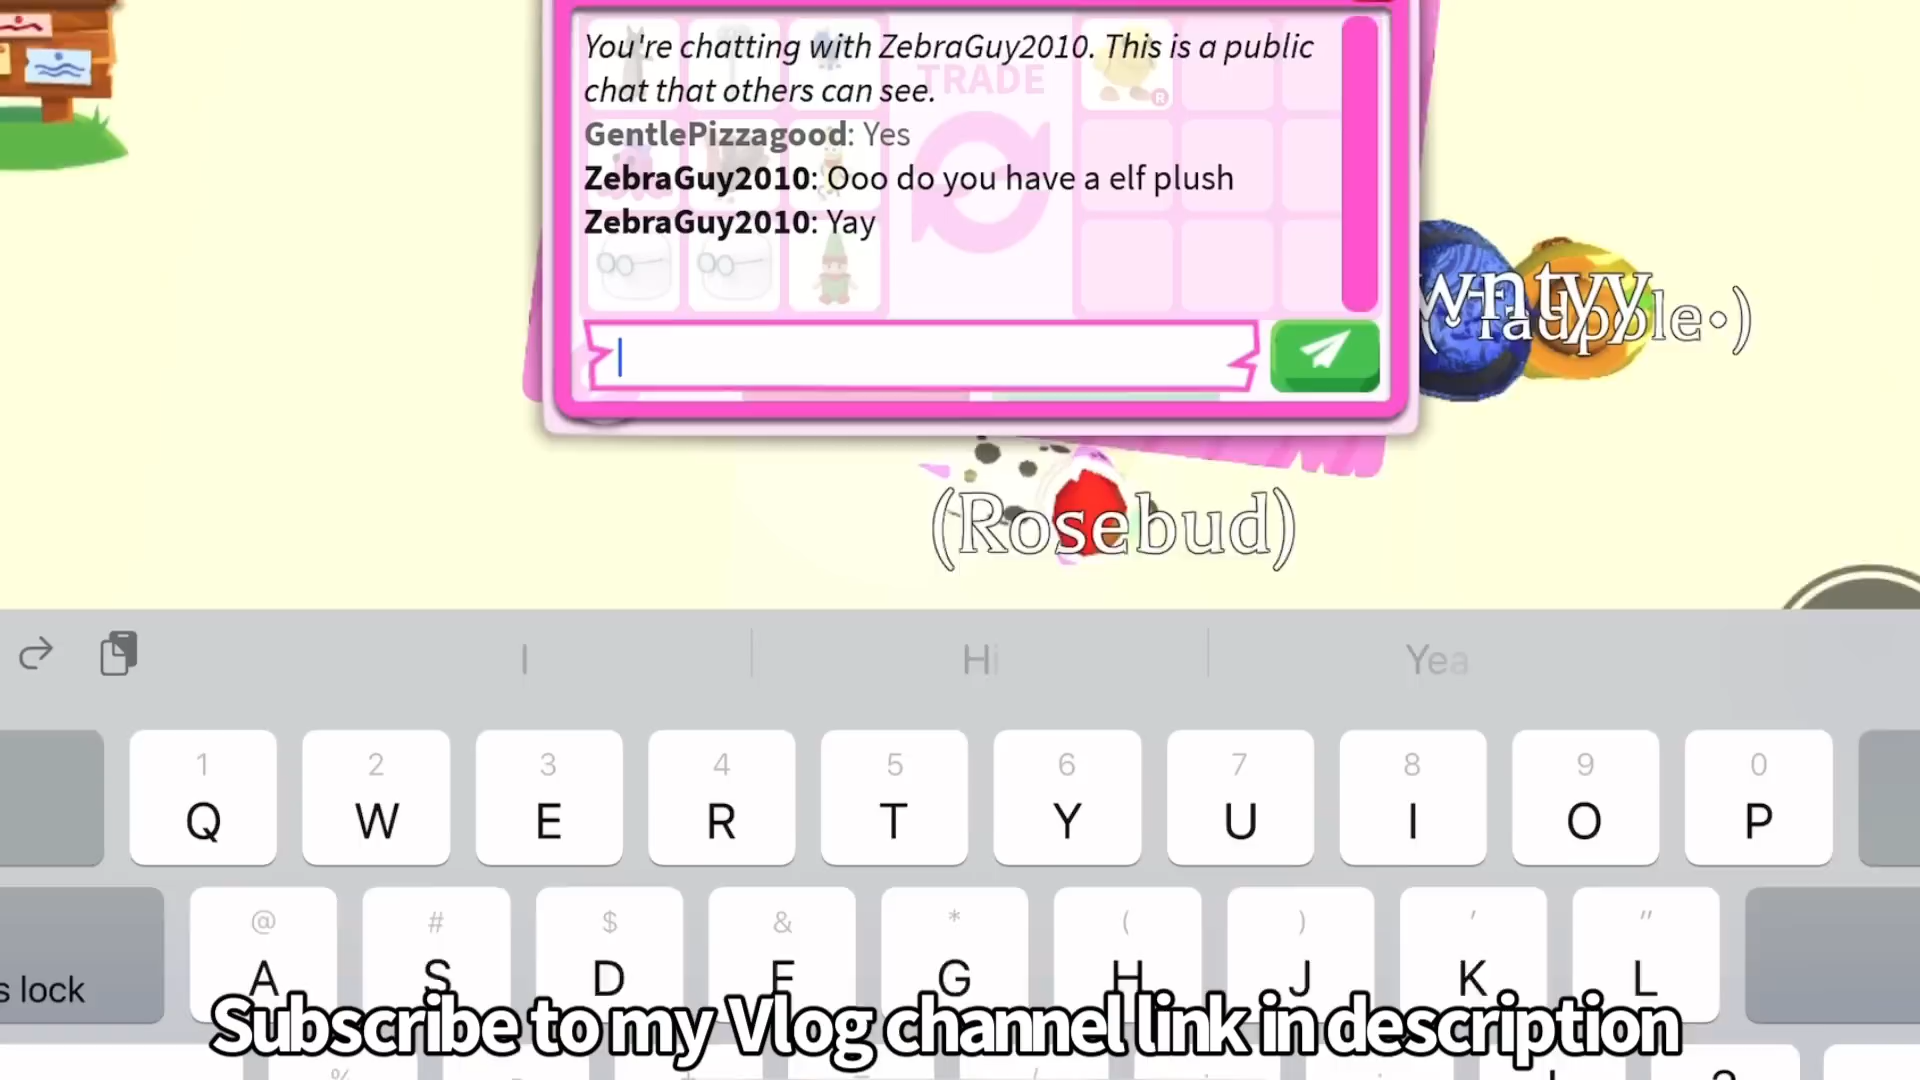 You're chatting with ZebraGuy2010. This is a public
chat that others can see.
TRADE
GentlePizzagood: Yes
ZebraGuy2010: Ooo do you have a elf plush
ZebraGuy2010: Yay
R
(Rosebud)
I Hi Yea
1 2 3 4 5 6 7 8 9 0
Q W E R T Y U I O P
@ # $ & * ( ) ' "
s lock A S D F G H J K L
Subscribe to my Vlog channel link in description
%